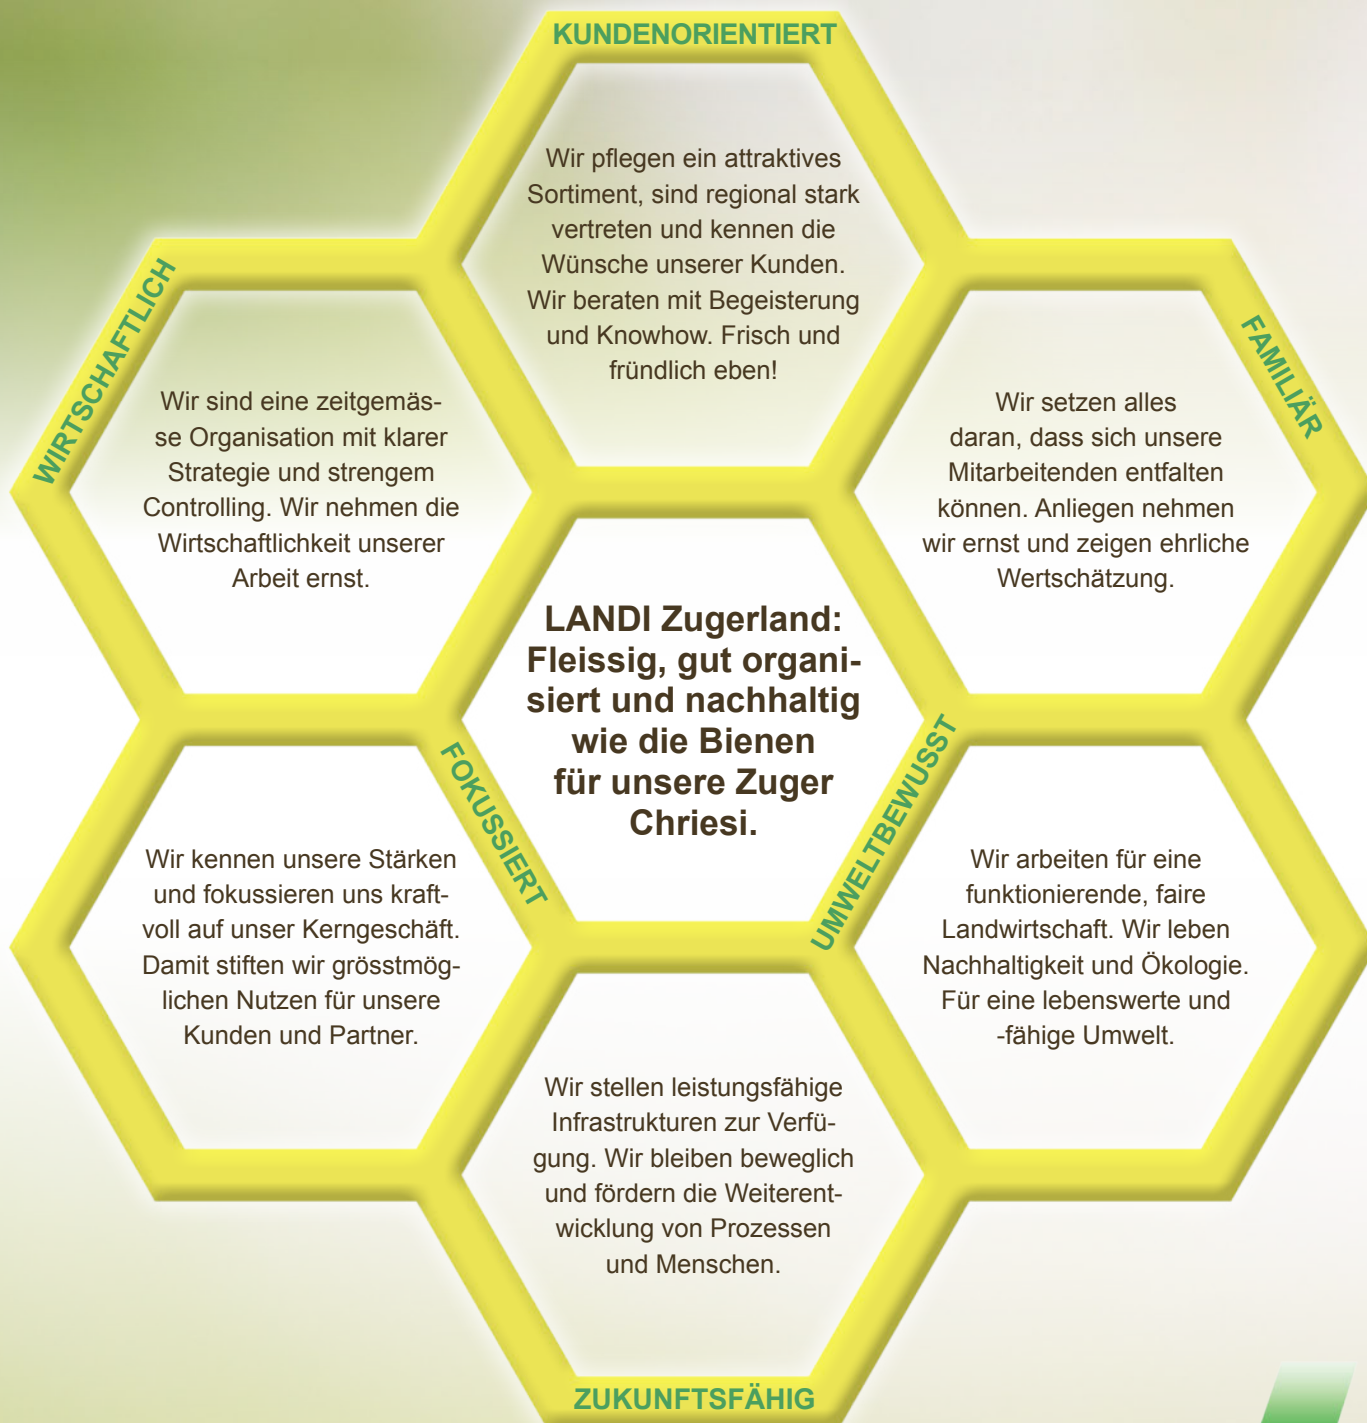 KUNDENORIENTIERT
Wir pflegen ein attraktives
Sortiment, sind regional stark
vertreten und kennen die
Wünsche unserer Kunden.
Wir beraten mit Begeisterung
und Knowhow. Frisch und
fründlich eben!
WIRTSCHAFTLICH
Wir sind eine zeitgemäs-
se Organisation mit klarer
Strategie und strengem
Controlling. Wir nehmen die
Wirtschaftlichkeit unserer
Arbeit ernst.
FAMILIÄR
Wir setzen alles
daran, dass sich unsere
Mitarbeitenden entfalten
können. Anliegen nehmen
wir ernst und zeigen ehrliche
Wertschätzung.
LANDI Zugerland:
Fleissig, gut organi-
siert und nachhaltig
wie die Bienen
für unsere Zuger
Chriesi.
FOKUSSIERT
Wir kennen unsere Stärken
und fokussieren uns kraft-
voll auf unser Kerngeschäft.
Damit stiften wir grösstmög-
lichen Nutzen für unsere
Kunden und Partner.
UMWELTBEWUSST
Wir arbeiten für eine
funktionierende, faire
Landwirtschaft. Wir leben
Nachhaltigkeit und Ökologie.
Für eine lebenswerte und
-fähige Umwelt.
Wir stellen leistungsfähige
Infrastrukturen zur Verfü-
gung. Wir bleiben beweglich
und fördern die Weiterent-
wicklung von Prozessen
und Menschen.
ZUKUNFTSFÄHIG